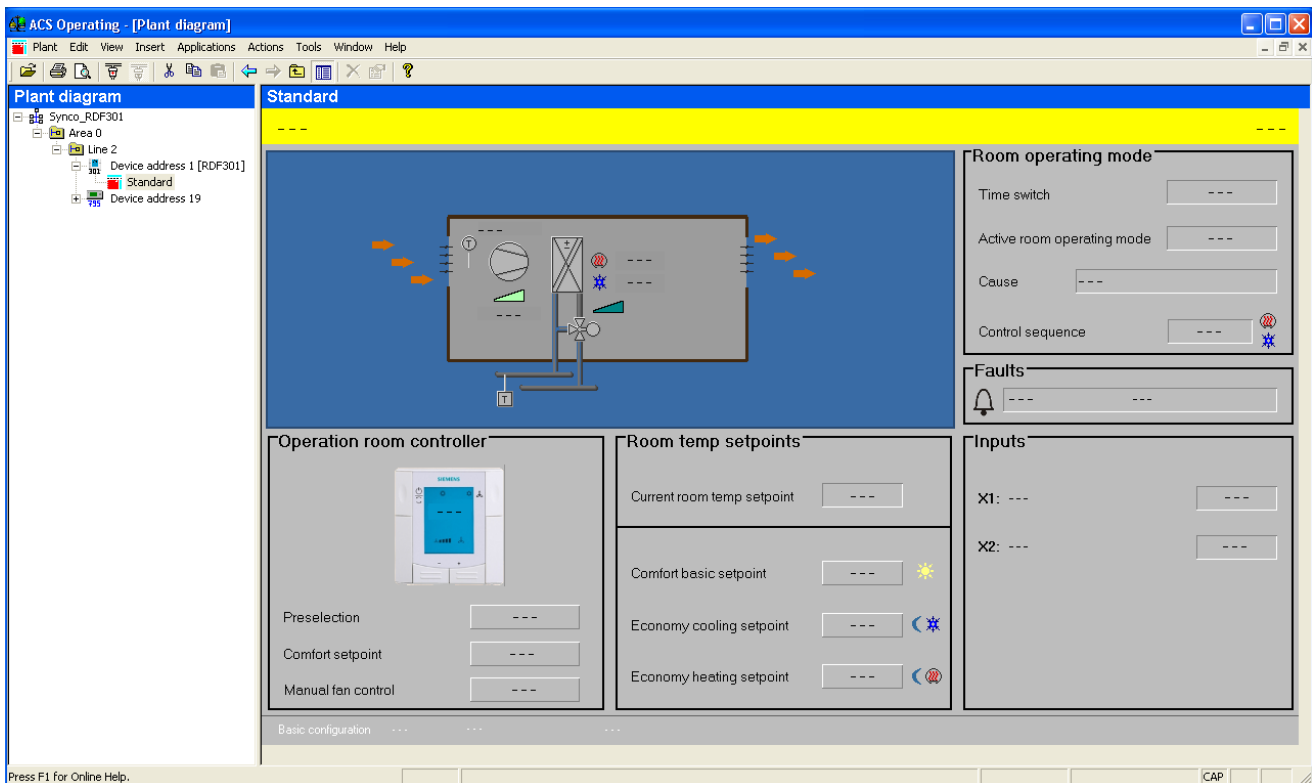 ACS Operating - [Plant diagram]
Plant Edit View Insert Applications Actions Tools Window Help
Plant diagram
Standard
Synco_RDF301
Area 0
Line 2
301
Device address 1 [RDF301]
Standard
795
Device address 19
--- ---
---
T
±
---
---
---
T
Room operating mode
Time switch ---
Active room operating mode ---
Cause ---
Control sequence ---
Faults
--- ---
Operation room controller
SIEMENS
---
- +
Preselection ---
Comfort setpoint ---
Manual fan control ---
Room temp setpoints
Current room temp setpoint ---
Comfort basic setpoint ---
Economy cooling setpoint ---
Economy heating setpoint ---
Inputs
X1: --- ---
X2: --- ---
Basic configuration --- --- ---
Press F1 for Online Help.
CAP